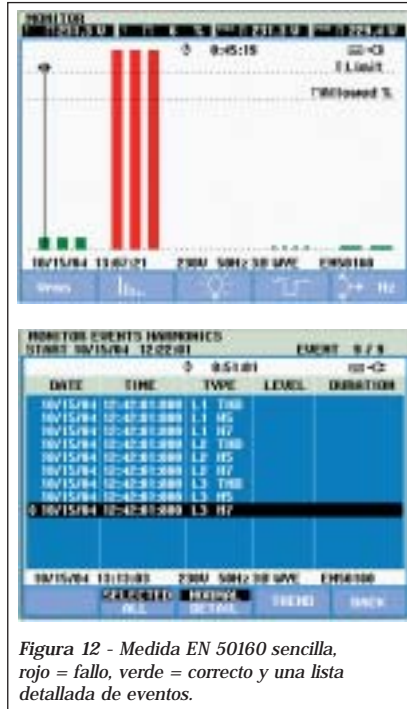 MONITOR
0:45:19
Limit
Allowed %
10/15/04 13:07:21 230V 50Hz 3Ø WYE EN50160
Vrms Hz
MONITOR EVENTS HARMONICS
START 10/15/04 12:22:01 EVENT 9 / 9
0:51:01
DATE TIME TYPE LEVEL DURATION
10/15/04 12:42:01:000 L1 THD
10/15/04 12:42:01:000 L1 H5
10/15/04 12:42:01:000 L1 H7
10/15/04 12:42:01:000 L2 THD
10/15/04 12:42:01:000 L2 H5
10/15/04 12:42:01:000 L2 H7
10/15/04 12:42:01:000 L3 THD
10/15/04 12:42:01:000 L3 H5
10/15/04 12:42:01:000 L3 H7
10/15/04 13:13:03 230V 50Hz 3Ø WYE EN50160
SELECTED NORMAL
ALL DETAIL TREND BACK
Figura 12 - Medida EN 50160 sencilla,
rojo = fallo, verde = correcto y una lista
detallada de eventos.